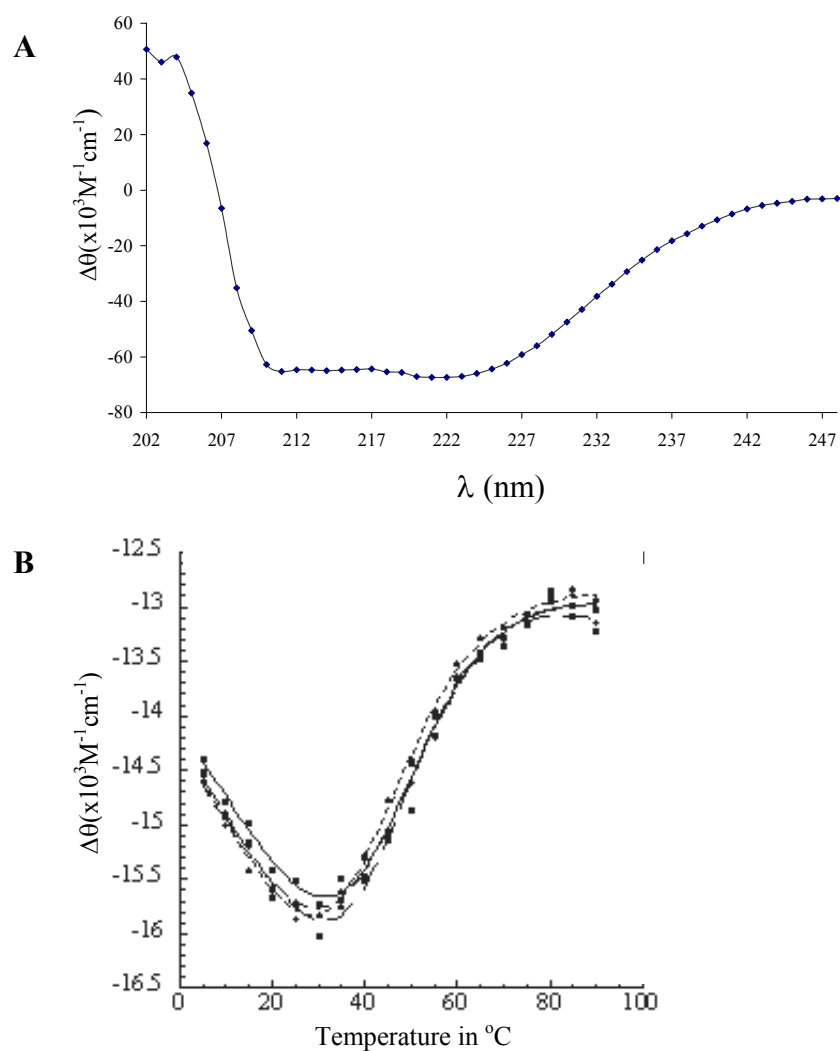 A
Δθ(x10³M⁻¹cm⁻¹)
60
40
20
0
-20
-40
-60
-80
202 207 212 217 222 227 232 237 242 247
λ (nm)
B
Δθ(x10³M⁻¹cm⁻¹)
-12.5
-13
-13.5
-14
-14.5
-15
-15.5
-16
-16.5
0 20 40 60 80 100
Temperature in °C